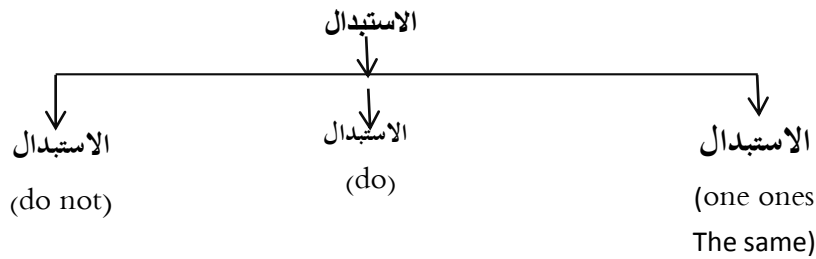 الاستبدال
الاستبدال
(one ones
The same)
الاستبدال
(do)
الاستبدال
(do not)